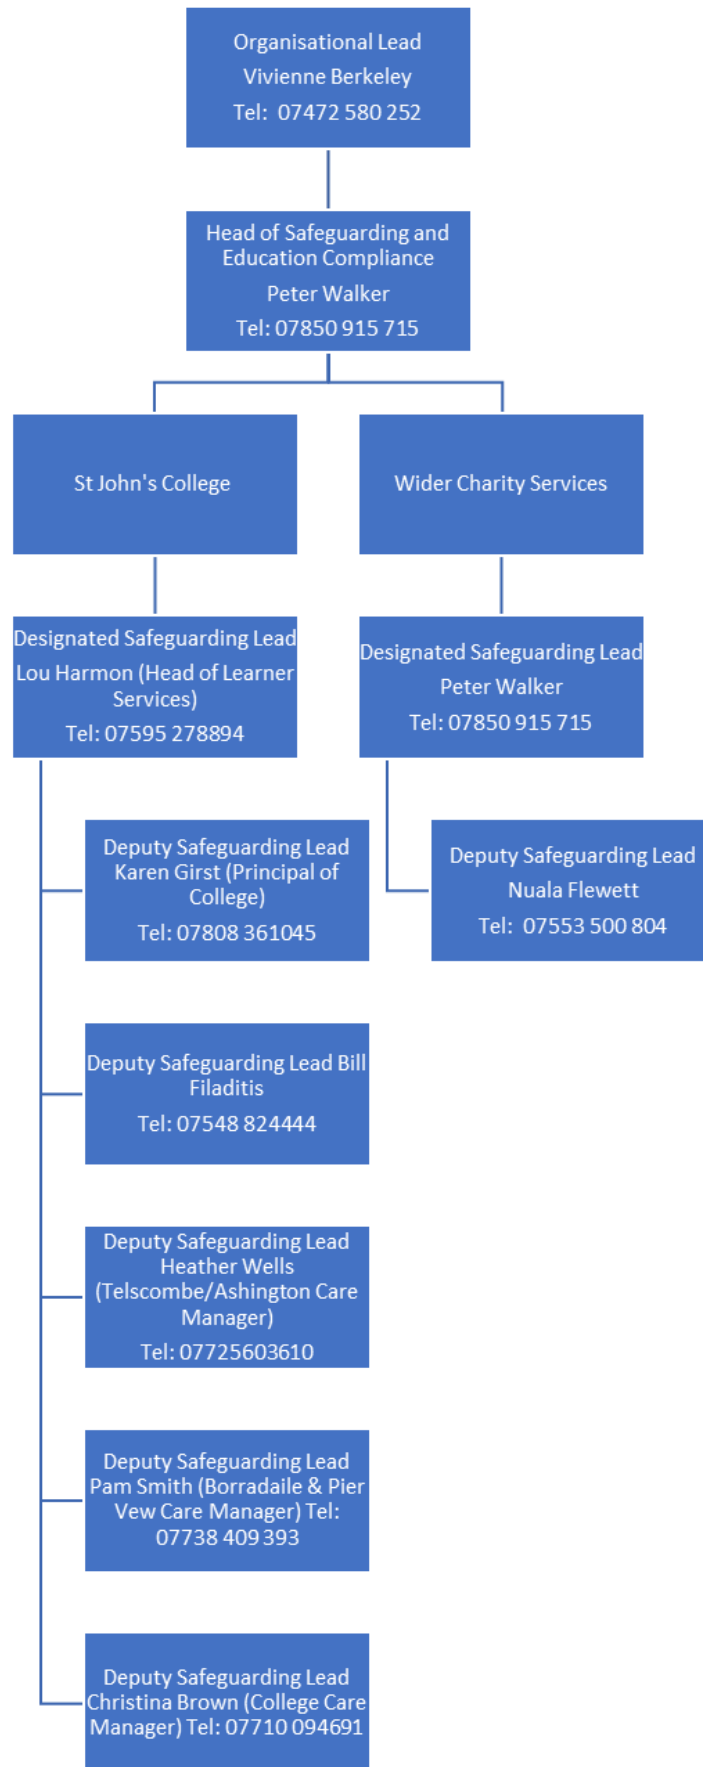 Organisational Lead
Vivienne Berkeley
Tel:  07472 580 252
Head of Safeguarding and
Education Compliance
Peter Walker
Tel: 07850 915 715
St John's College
Wider Charity Services
Designated Safeguarding Lead
Lou Harmon (Head of Learner
Services)
Tel: 07595 278894
Designated Safeguarding Lead
Peter Walker
Tel: 07850 915 715
Deputy Safeguarding Lead
Karen Girst (Principal of
College)
Tel: 07808 361045
Deputy Safeguarding Lead
Nuala Flewett
Tel:  07553 500 804
Deputy Safeguarding Lead Bill
Filaditis
Tel: 07548 824444
Deputy Safeguarding Lead
Heather Wells
(Telscombe/Ashington Care
Manager)
Tel: 07725603610
Deputy Safeguarding Lead
Pam Smith (Borradaile & Pier
Vew Care Manager) Tel:
07738 409 393
Deputy Safeguarding Lead
Christina Brown (College Care
Manager) Tel: 07710 094691